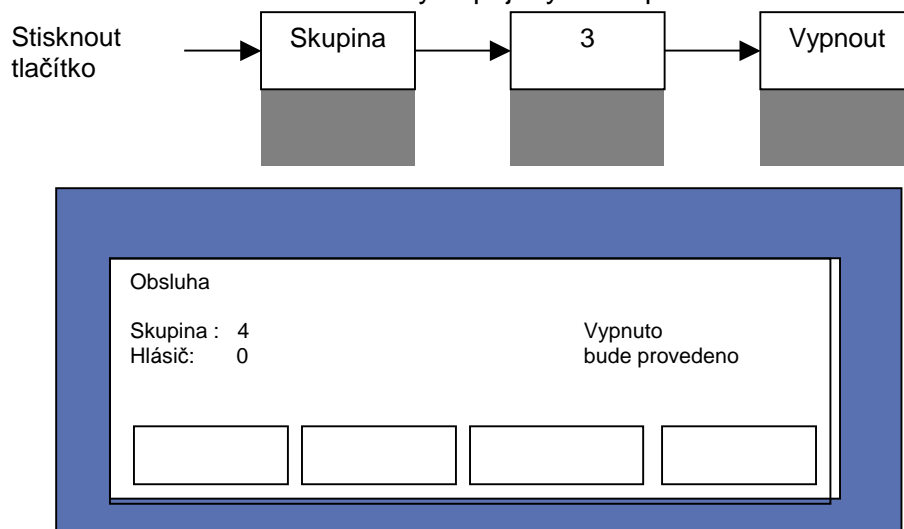 Stisknout
tlačítko
Skupina
3
Vypnout
Obsluha
Skupina : 4
Vypnuto
Hlásič: 0
bude provedeno